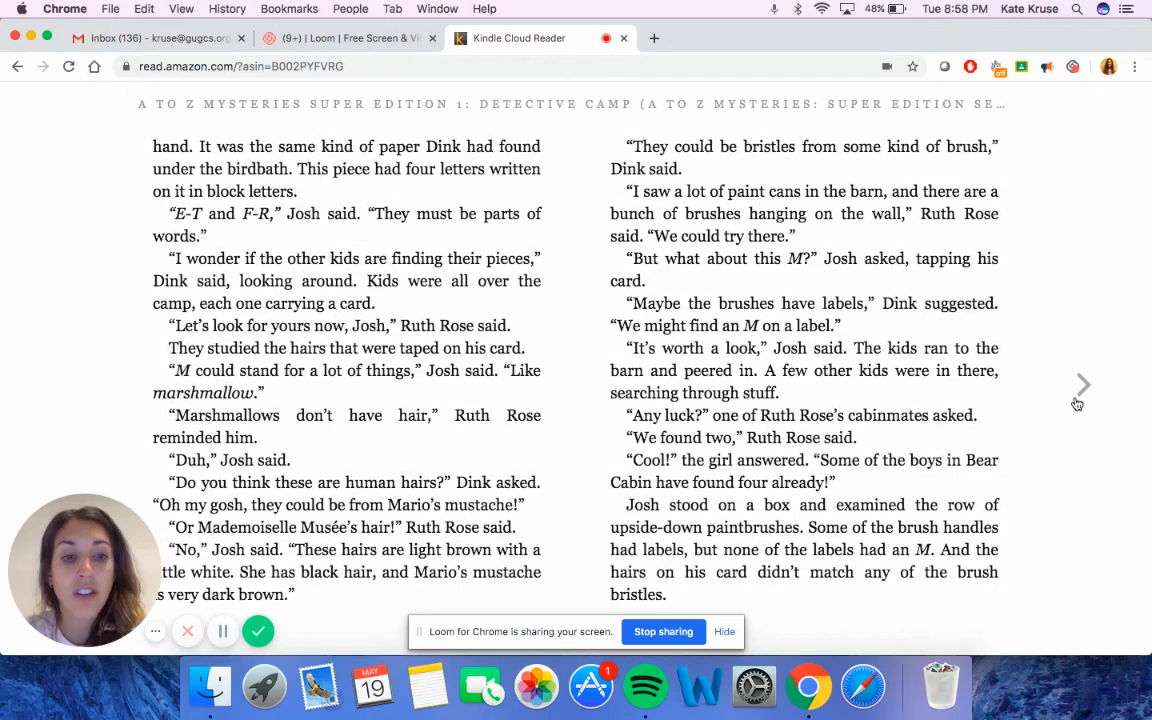 Chrome File Edit View History Bookmarks People Tab Window Help 48% Tue 8:58 PM Kate Kruse
Inbox (136) - kruse@gugcs.org (9+) | Loom | Free Screen & Vi Kindle Cloud Reader
read.amazon.com/?asin=B002PYFVRG
off
A TO Z MYSTERIES SUPER EDITION 1: DETECTIVE CAMP (A TO Z MYSTERIES: SUPER EDITION SE...
hand. It was the same kind of paper Dink had found
under the birdbath. This piece had four letters written
on it in block letters.
“E-T and F-R,” Josh said. “They must be parts of
words.”
“I wonder if the other kids are finding their pieces,”
Dink said, looking around. Kids were all over the
camp, each one carrying a card.
“Let’s look for yours now, Josh,” Ruth Rose said.
They studied the hairs that were taped on his card.
“M could stand for a lot of things,” Josh said. “Like
marshmallow.”
“Marshmallows don’t have hair,” Ruth Rose
reminded him.
“Duh,” Josh said.
“Do you think these are human hairs?” Dink asked.
“Oh my gosh, they could be from Mario’s mustache!”
“Or Mademoiselle Musée’s hair!” Ruth Rose said.
“No,” Josh said. “These hairs are light brown with a
ttle white. She has black hair, and Mario’s mustache
s very dark brown.”
“They could be bristles from some kind of brush,”
Dink said.
“I saw a lot of paint cans in the barn, and there are a
bunch of brushes hanging on the wall,” Ruth Rose
said. “We could try there.”
“But what about this M?” Josh asked, tapping his
card.
“Maybe the brushes have labels,” Dink suggested.
“We might find an M on a label.”
“It’s worth a look,” Josh said. The kids ran to the
barn and peered in. A few other kids were in there,
searching through stuff.
“Any luck?” one of Ruth Rose’s cabinmates asked.
“We found two,” Ruth Rose said.
“Cool!” the girl answered. “Some of the boys in Bear
Cabin have found four already!”
Josh stood on a box and examined the row of
upside-down paintbrushes. Some of the brush handles
had labels, but none of the labels had an M. And the
hairs on his card didn’t match any of the brush
bristles.
Loom for Chrome is sharing your screen. Stop sharing Hide
MAY
19
1